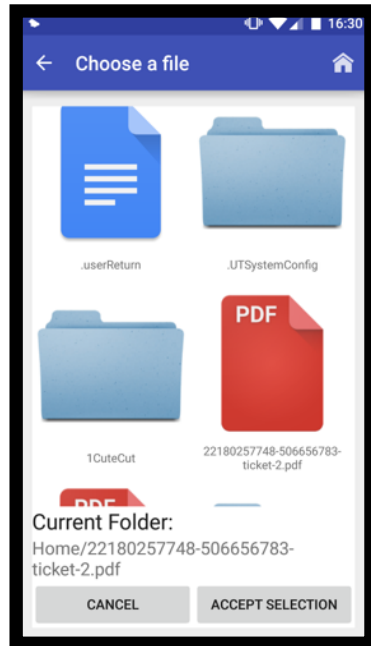 16:30
Choose a file
.userReturn
.UTSystemConfig
PDF
1CuteCut
22180257748-506656783-
ticket-2.pdf
PDF
Current Folder:
Home/22180257748-506656783-
ticket-2.pdf
CANCEL
ACCEPT SELECTION